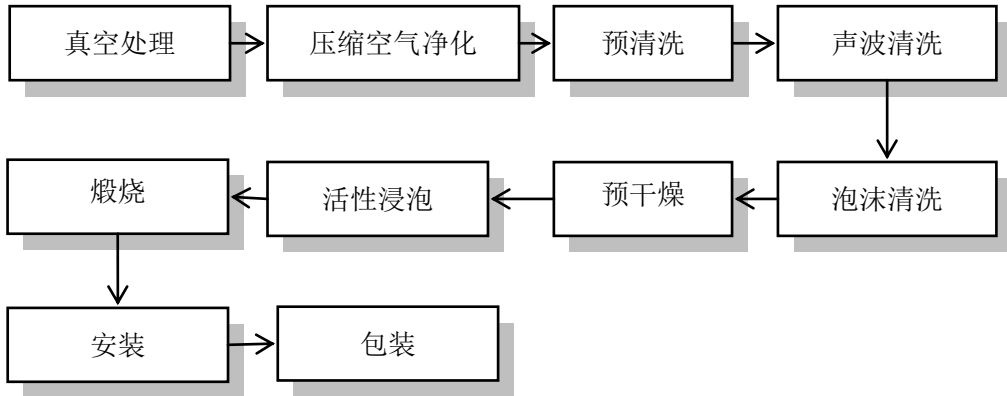 真空处理
压缩空气净化
预清洗
声波清洗
泡沫清洗
预干燥
活性浸泡
煅烧
安装
包装